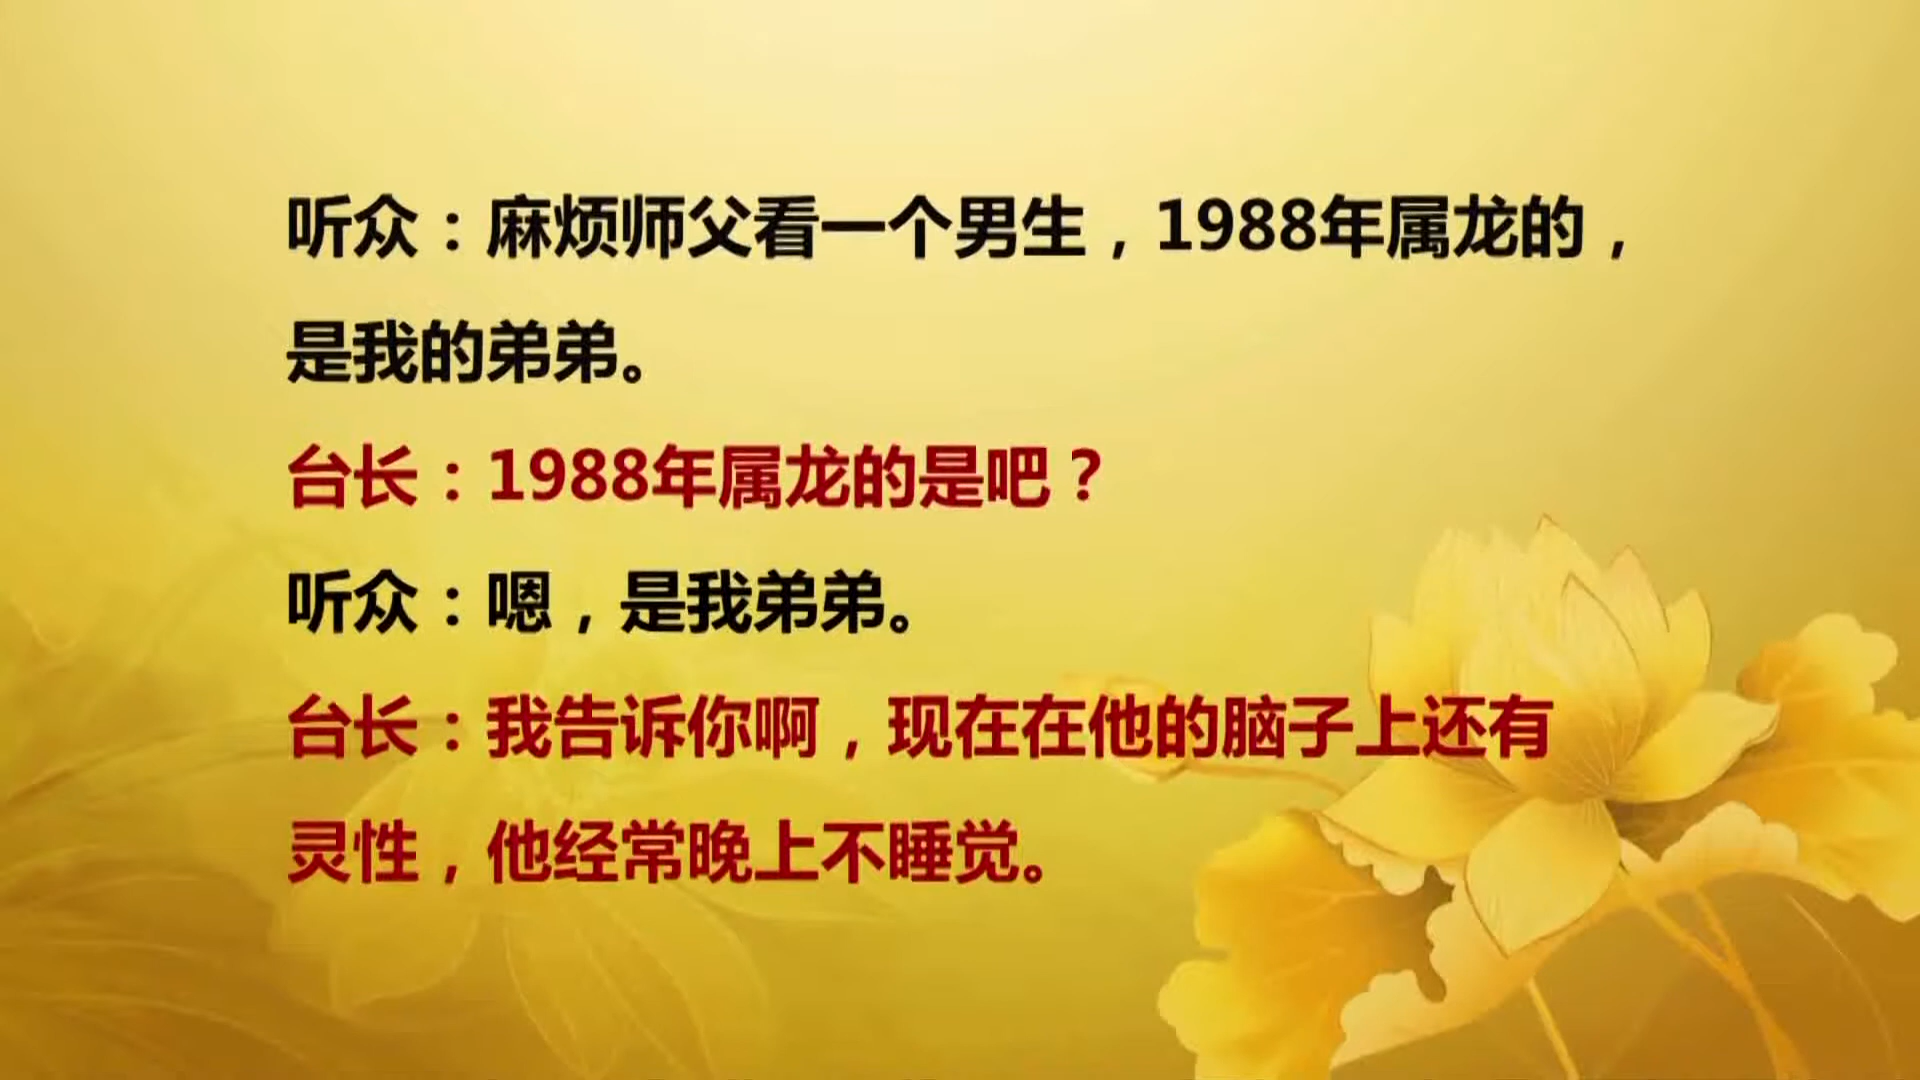 听众：麻烦师父看一个男生，1988年属龙的，
是我的弟弟。
台长：1988年属龙的是吧？
听众：嗯，是我弟弟。
台长：我告诉你啊，现在在他的脑子上还有
灵性，他经常晚上不睡觉。